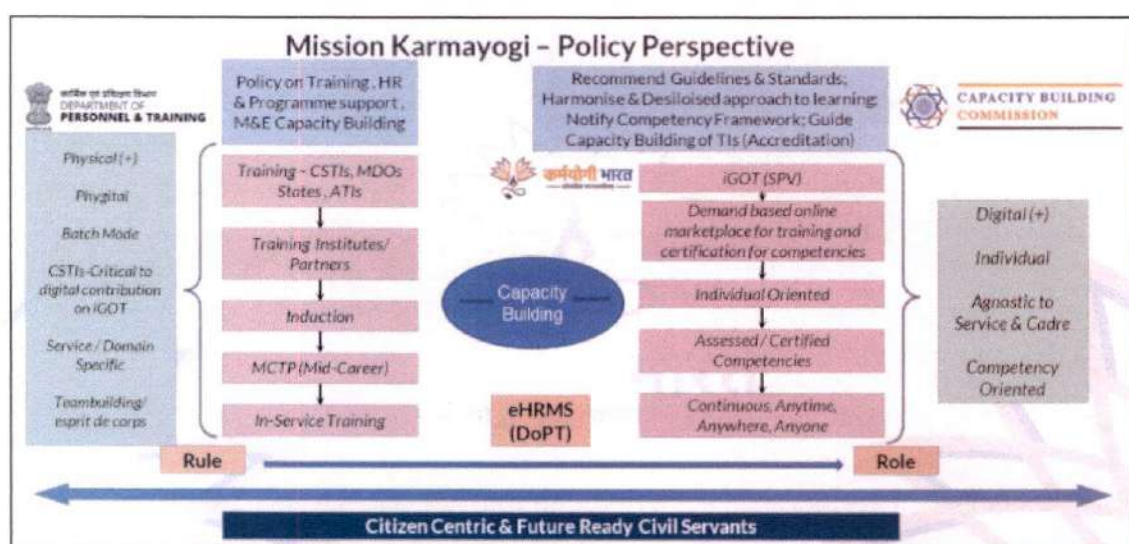 Mission Karmayogi – Policy Perspective
कार्मिक एवं प्रशिक्षण विभाग
DEPARTMENT OF
PERSONNEL & TRAINING
Policy on Training , HR
& Programme support ,
M&E Capacity Building
Recommend Guidelines & Standards;
Harmonise & Desiloised approach to learning;
Notify Competency Framework; Guide
Capacity Building of TIs (Accreditation)
CAPACITY BUILDING
COMMISSION
Physical (+)
Phygital
Batch Mode
CSTIs-Critical to
digital contribution
on iGOT
Service / Domain
Specific
Teambuilding/
esprit de corps
Training – CSTIs, MDOs
States , ATIs
Training Institutes/
Partners
Induction
MCTP (Mid-Career)
In-Service Training
कर्मयोगी भारत
Capacity
Building
eHRMS
(DoPT)
iGOT (SPV)
Demand based online
marketplace for training and
certification for competencies
Individual Oriented
Assessed / Certified
Competencies
Continuous, Anytime,
Anywhere, Anyone
Digital (+)
Individual
Agnostic to
Service & Cadre
Competency
Oriented
Rule
Role
Citizen Centric & Future Ready Civil Servants